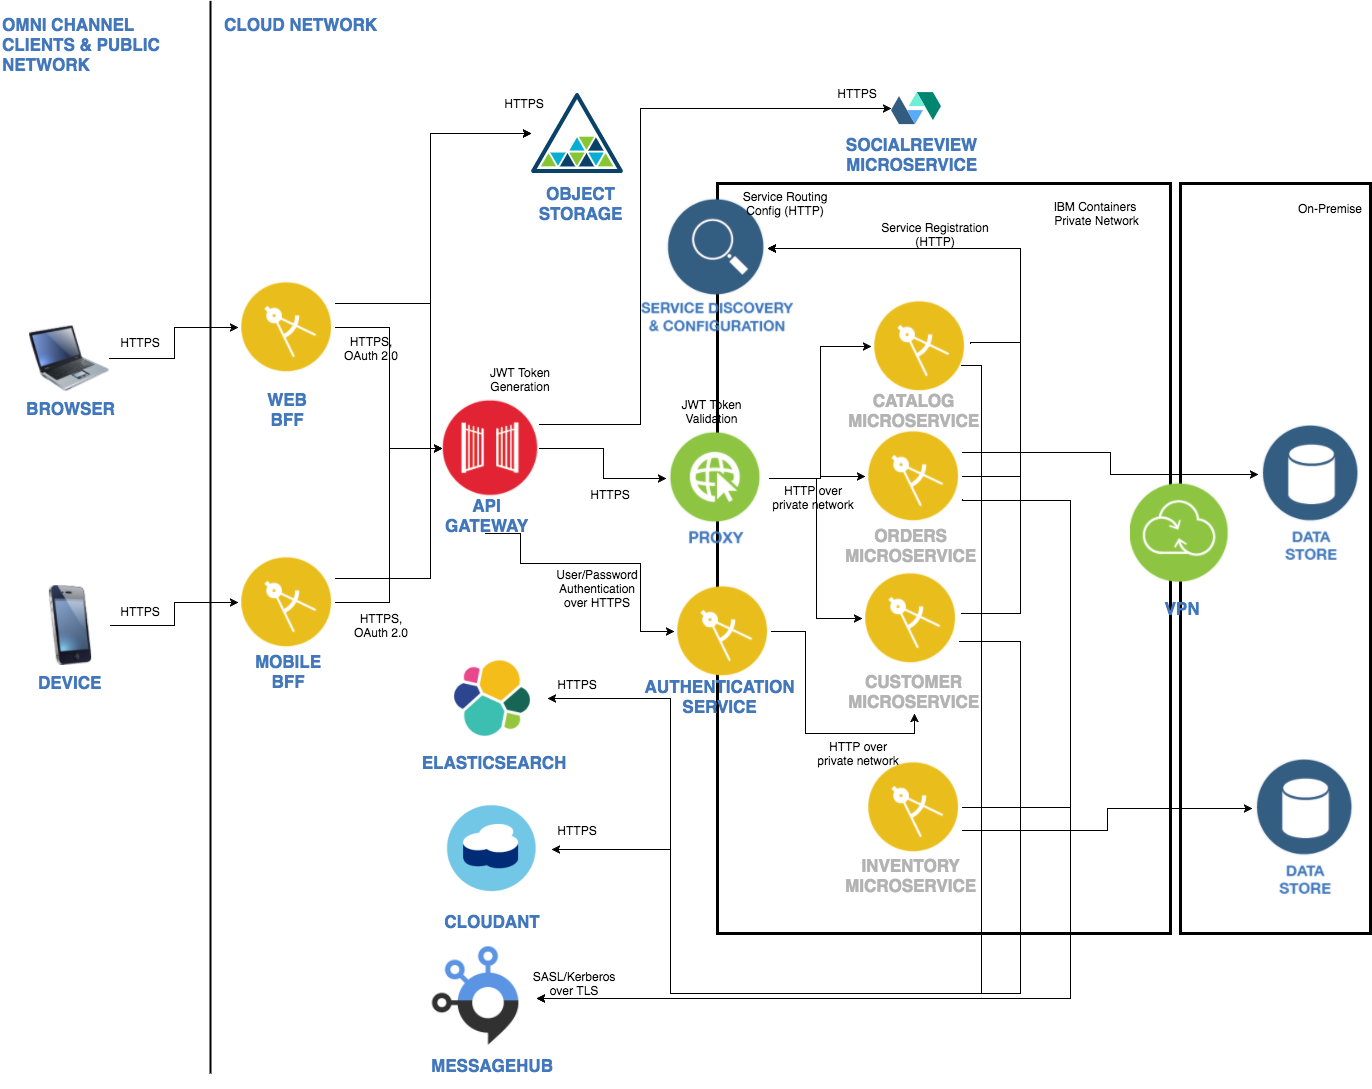 OMNI CHANNEL
CLIENTS & PUBLIC
NETWORK
CLOUD NETWORK
HTTPS
OBJECT
STORAGE
HTTPS
SOCIALREVIEW
MICROSERVICE
Service Routing
Config (HTTP)
IBM Containers
Private Network
On-Premise
Service Registration
(HTTP)
SERVICE DISCOVERY
& CONFIGURATION
HTTPS
BROWSER
WEB
BFF
HTTPS,
OAuth 2.0
JWT Token
Generation
API
GATEWAY
HTTPS
JWT Token
Validation
PROXY
HTTP over
private network
CATALOG
MICROSERVICE
ORDERS
MICROSERVICE
VPN
DATA
STORE
HTTPS
DEVICE
MOBILE
BFF
HTTPS,
OAuth 2.0
User/Password
Authentication
over HTTPS
AUTHENTICATION
SERVICE
CUSTOMER
MICROSERVICE
HTTP over
private network
HTTPS
ELASTICSEARCH
INVENTORY
MICROSERVICE
DATA
STORE
HTTPS
CLOUDANT
SASL/Kerberos
over TLS
MESSAGEHUB